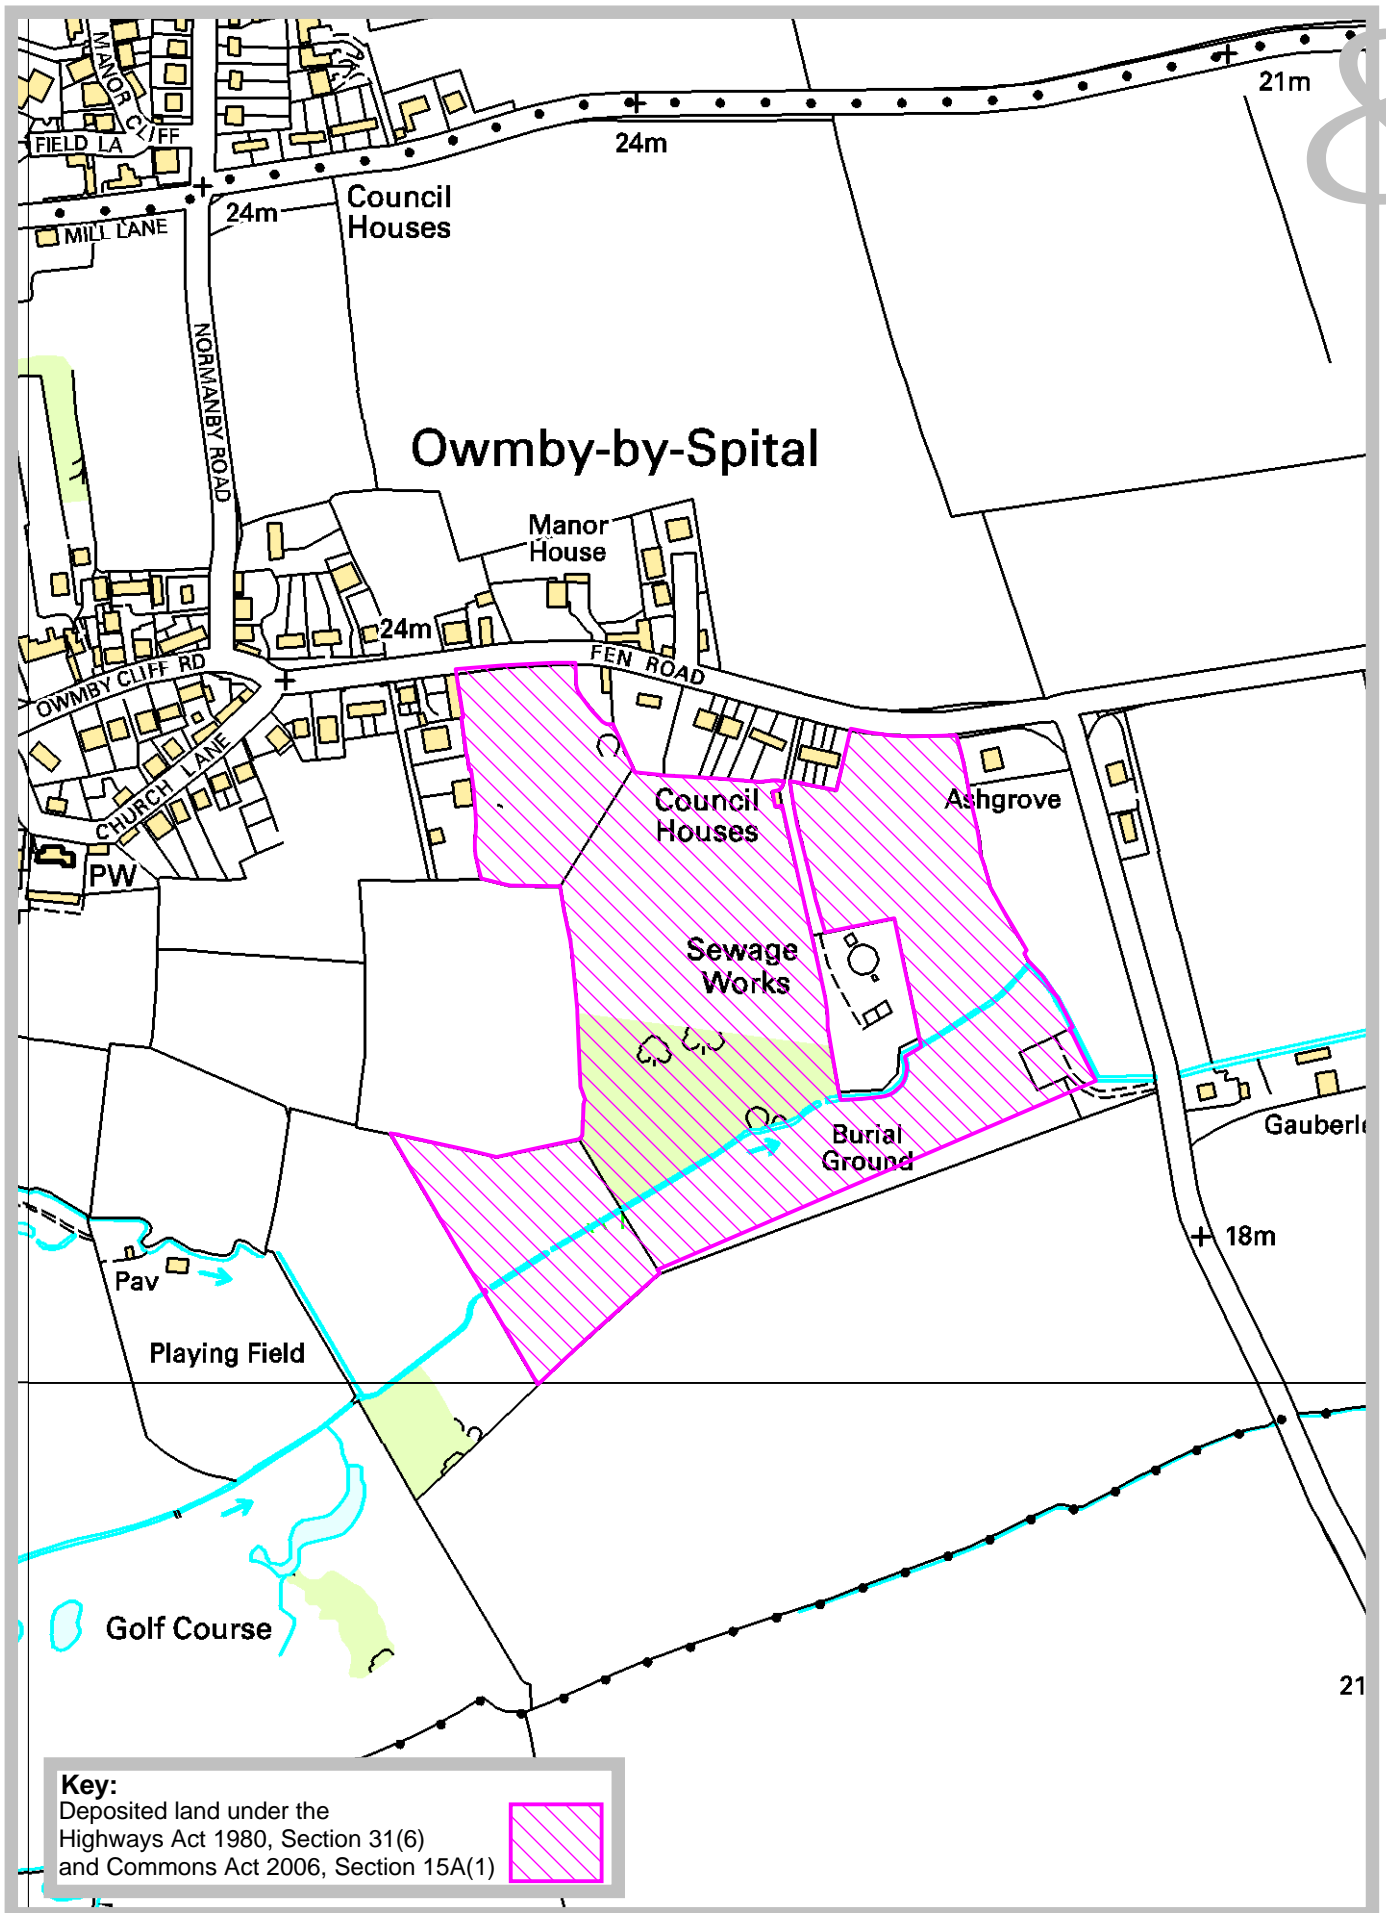 MANOR CLIFF
FIELD LA
MILL LANE
24m
Council
Houses
24m
21m
&
NORMANBY ROAD
Owmby-by-Spital
Manor
House
24m
FEN ROAD
OWMBY CLIFF RD
CHURCH LANE
PW
Council
Houses
Ashgrove
Sewage
Works
Burial
Ground
Gauberle
18m
Pav
Playing Field
Golf Course
21
Key:
Deposited land under the
Highways Act 1980, Section 31(6)
and Commons Act 2006, Section 15A(1)